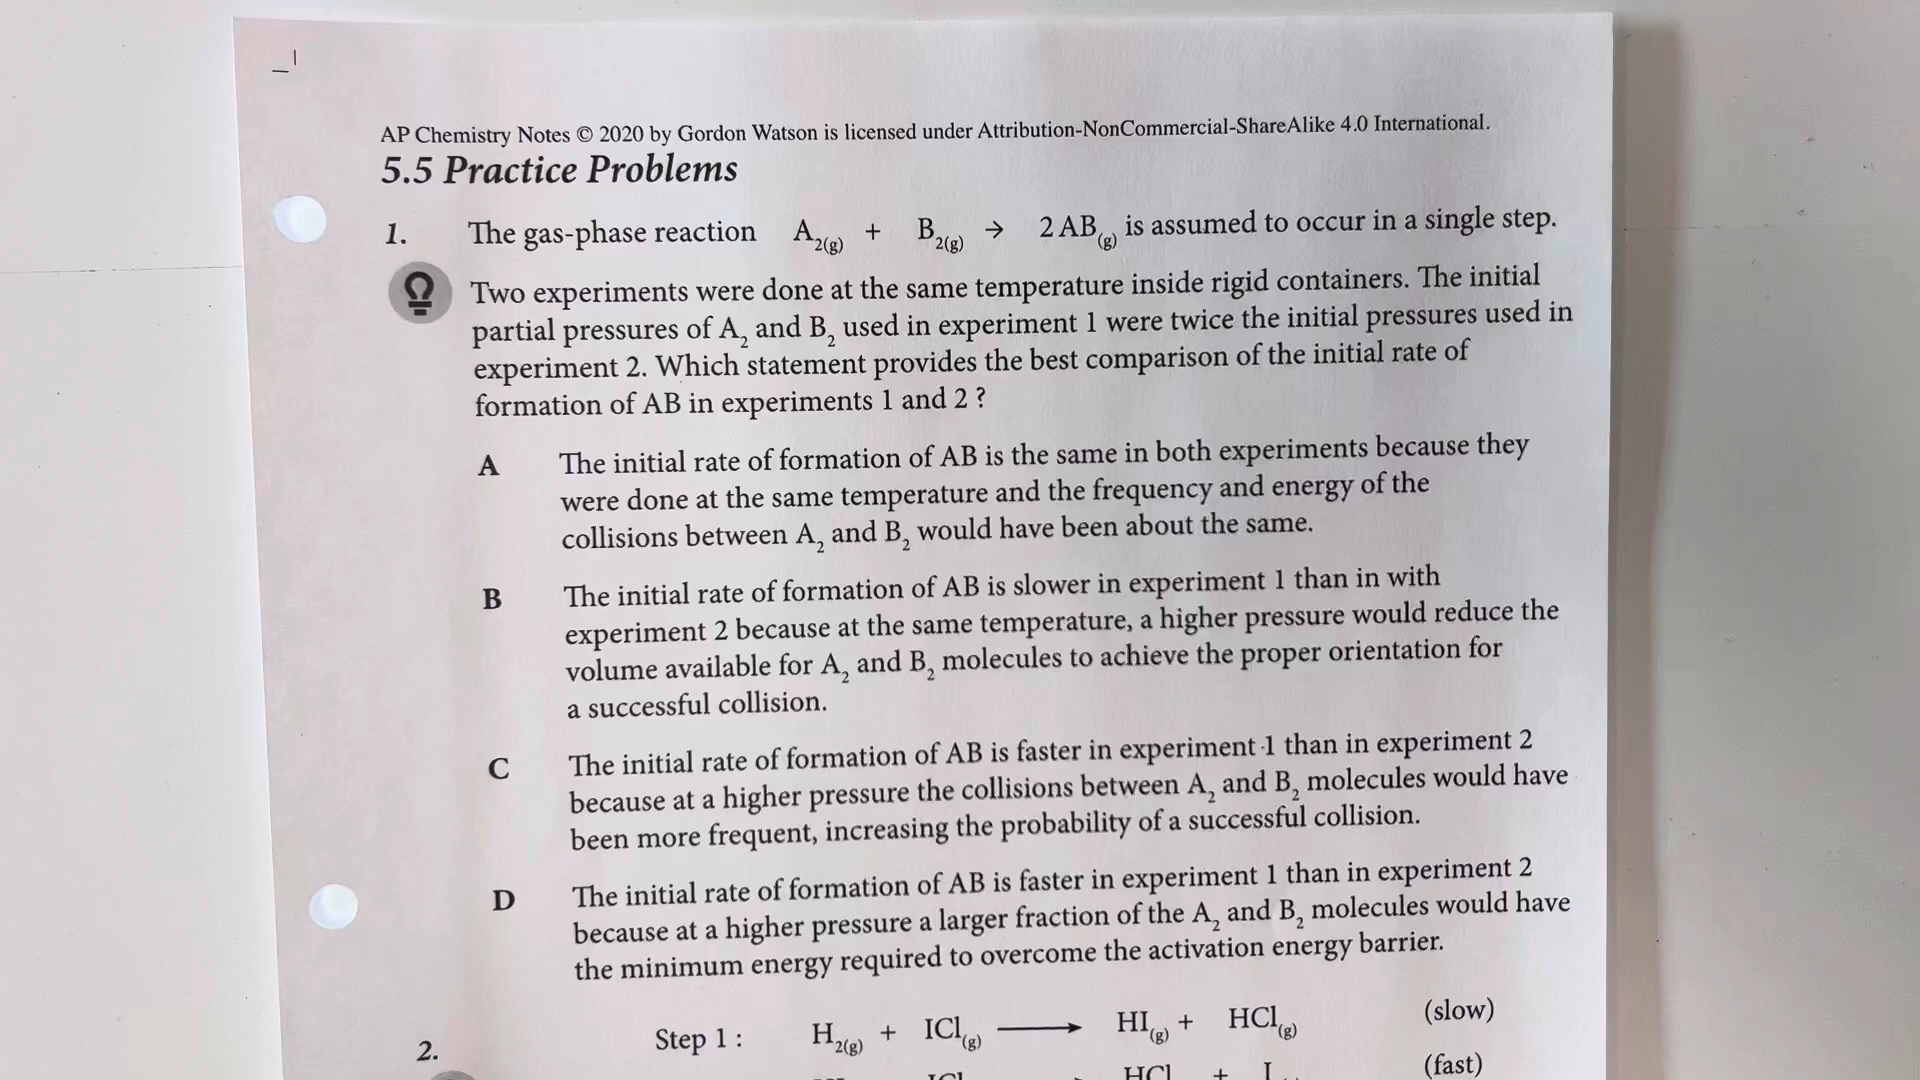 AP Chemistry Notes © 2020 by Gordon Watson is licensed under Attribution-NonCommercial-ShareAlike 4.0 International.
5.5 Practice Problems
1. The gas-phase reaction A₂(g) + B₂(g) → 2 AB(g) is assumed to occur in a single step.
Two experiments were done at the same temperature inside rigid containers. The initial
partial pressures of A₂ and B₂ used in experiment 1 were twice the initial pressures used in
experiment 2. Which statement provides the best comparison of the initial rate of
formation of AB in experiments 1 and 2 ?
A The initial rate of formation of AB is the same in both experiments because they
were done at the same temperature and the frequency and energy of the
collisions between A₂ and B₂ would have been about the same.
B The initial rate of formation of AB is slower in experiment 1 than in with
experiment 2 because at the same temperature, a higher pressure would reduce the
volume available for A₂ and B₂ molecules to achieve the proper orientation for
a successful collision.
C The initial rate of formation of AB is faster in experiment 1 than in experiment 2
because at a higher pressure the collisions between A₂ and B₂ molecules would have
been more frequent, increasing the probability of a successful collision.
D The initial rate of formation of AB is faster in experiment 1 than in experiment 2
because at a higher pressure a larger fraction of the A₂ and B₂ molecules would have
the minimum energy required to overcome the activation energy barrier.
2. Step 1 : H₂(g) + ICl(g) ⟶ HI(g) + HCl(g) (slow)
ICl HCl + I (fast)